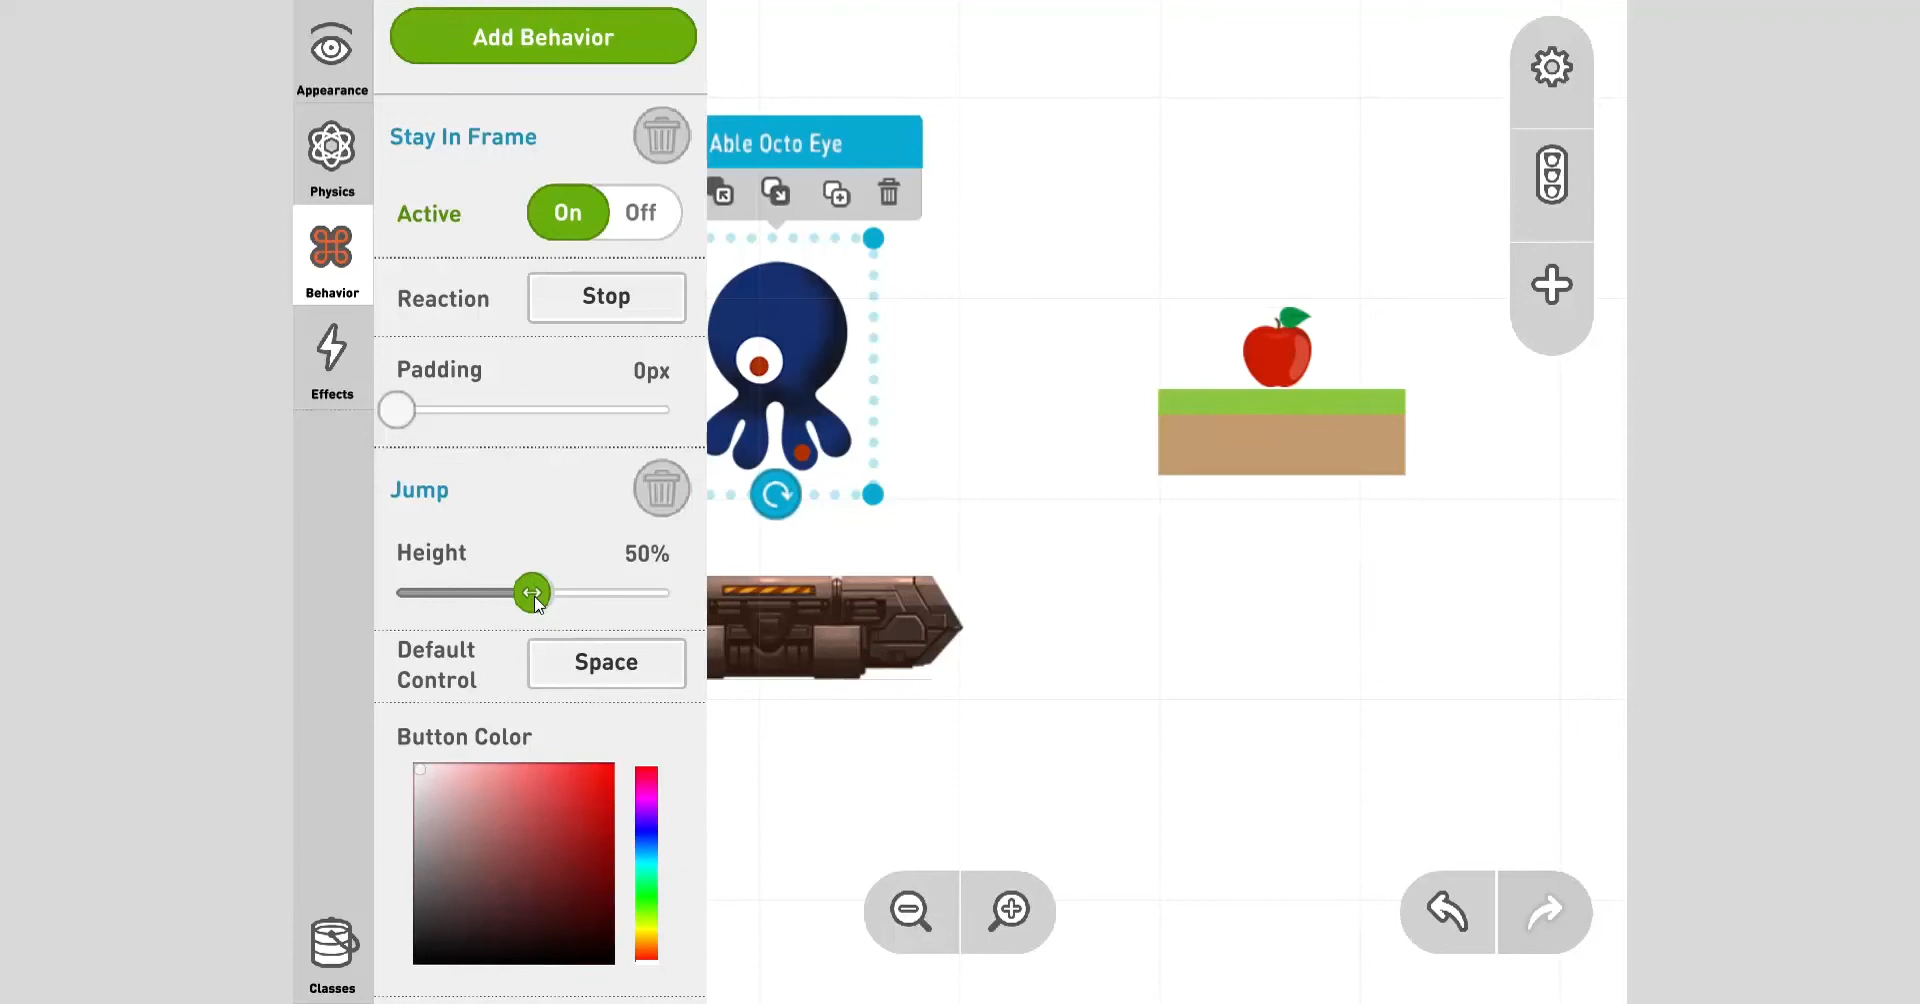 Appearance
Physics
Behavior
Effects
Classes
Add Behavior
Stay In Frame
Active
On
Off
Reaction
Stop
Padding
0px
Jump
Height
50%
Default
Control
Space
Button Color
Able Octo Eye